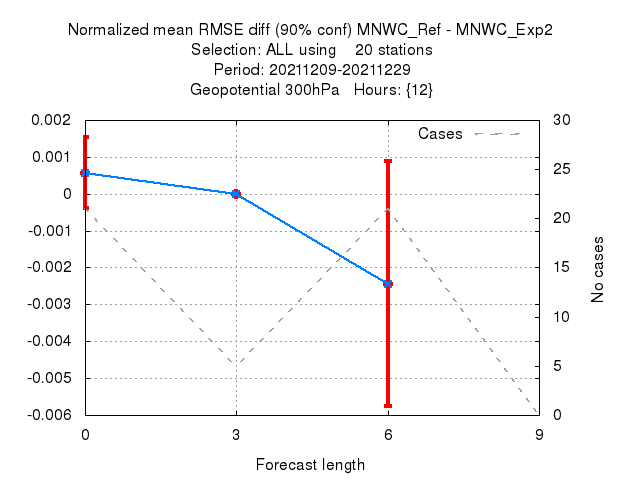 Normalized mean RMSE diff (90% conf) MNWC_Ref - MNWC_Exp2
Selection: ALL using    20 stations
Period: 20211209-20211229
Geopotential 300hPa   Hours: {12}
Cases
0.002
0.001
0
-0.001
-0.002
-0.003
-0.004
-0.005
-0.006
30
25
20
15
10
5
0
No cases
0
3
6
9
Forecast length